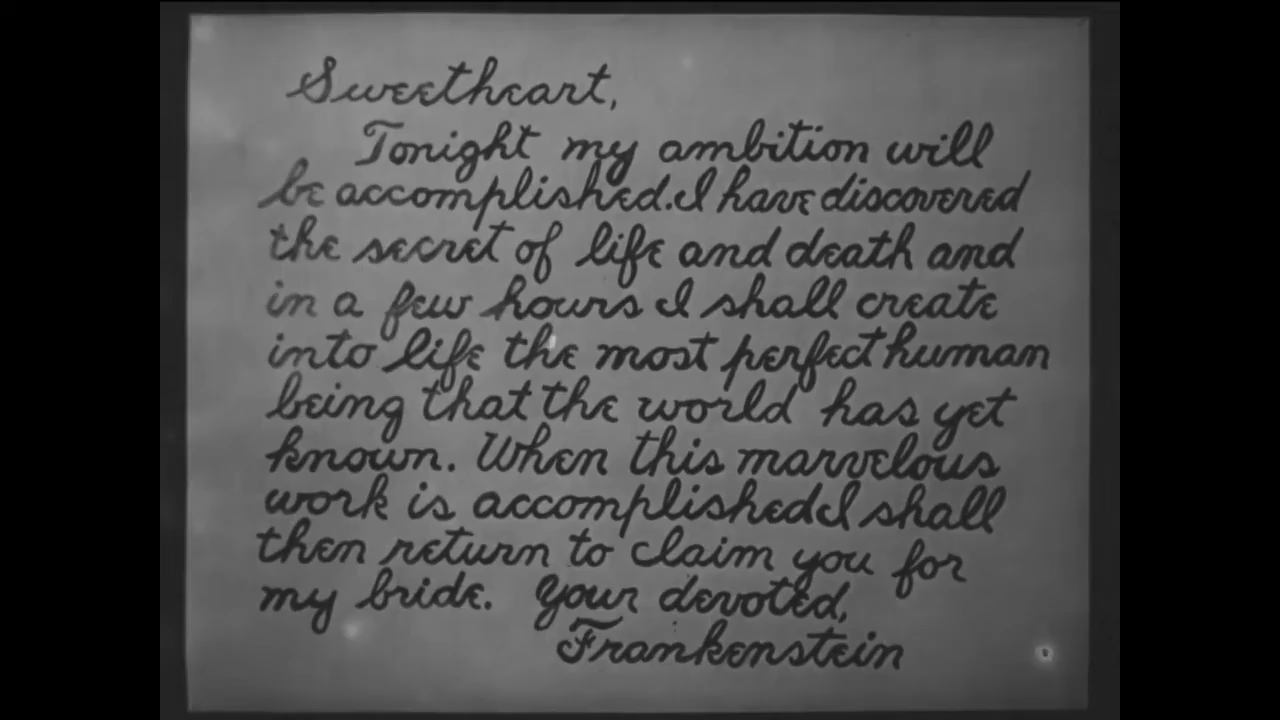 Sweetheart,
Tonight my ambition will
be accomplished. I have discovered
the secret of life and death and
in a few hours I shall create
into life the most perfect human
being that the world has yet
known. When this marvelous
work is accomplished I shall
then return to claim you for
my bride. Your devoted,
Frankenstein